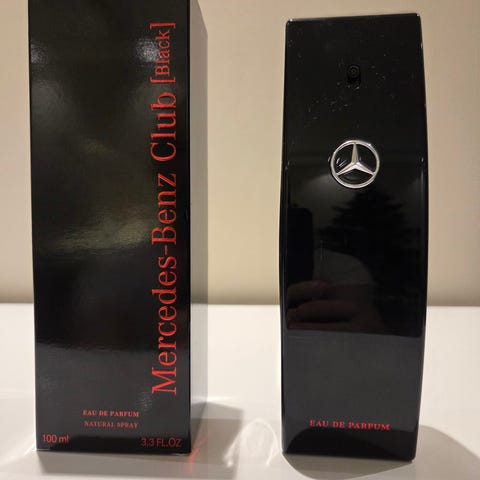 Mercedes-Benz Club [Black]
EAU DE PARFUM
NATURAL SPRAY
100 ml 3.3 FL.OZ
EAU DE PARFUM